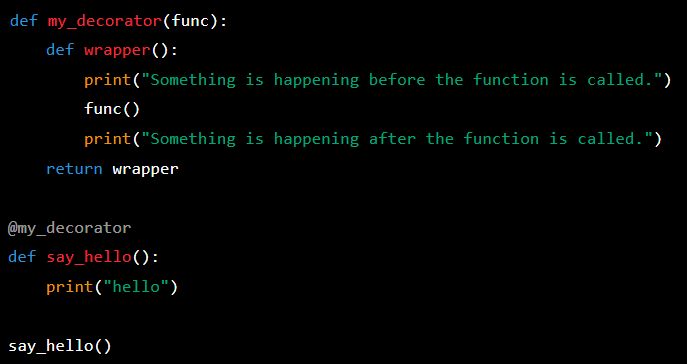 def my_decorator(func):
    def wrapper():
        print("Something is happening before the function is called.")
        func()
        print("Something is happening after the function is called.")
    return wrapper

@my_decorator
def say_hello():
    print("hello")

say_hello()